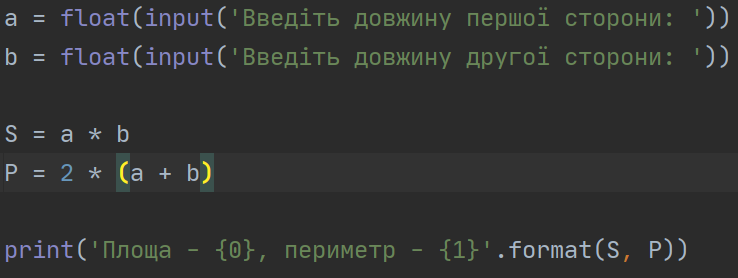 a = float(input('Введіть довжину першої сторони: '))
b = float(input('Введіть довжину другої сторони: '))
S = a * b
P = 2 * (a + b)
print('Площа - {0}, периметр - {1}'.format(S, P))